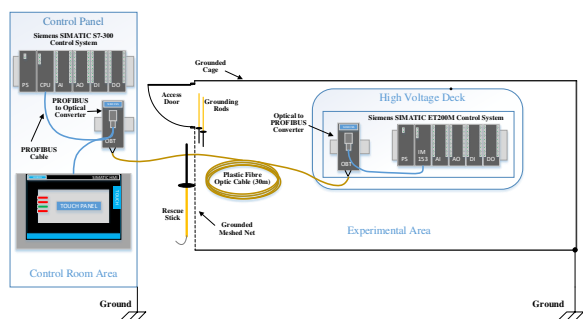 Control Panel
Siemens SIMATIC S7-300
Control System
PS
CPU
AI
AO
DI
DO
PROFIBUS
to Optical
Converter
OBT
PROFIBUS
Cable
SIMATIC HMI
TOUCH
TOUCH PANEL
Control Room Area
Ground
Grounded
Cage
Access
Door
Grounding
Rods
Plastic Fibre
Optic Cable (30m)
Rescue
Stick
Grounded
Meshed Net
High Voltage Deck
Siemens SIMATIC ET200M Control System
Optical to
PROFIBUS
Converter
OBT
PS
IM
153
AI
AO
DI
DO
Experimental Area
Ground